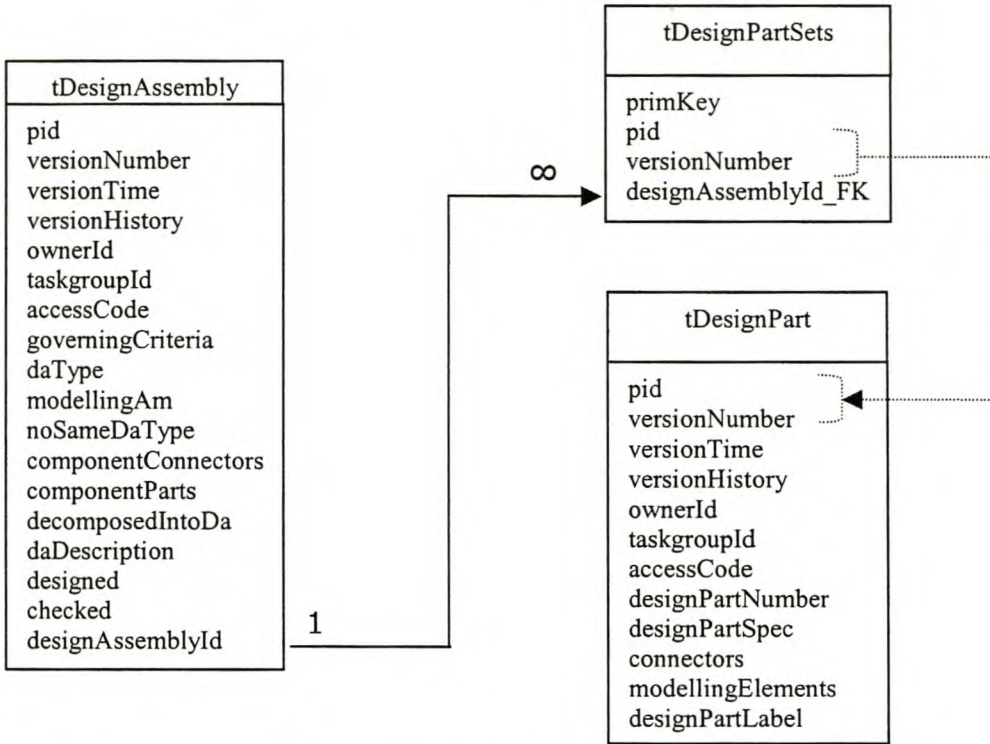 tDesignAssembly
pid
versionNumber
versionTime
versionHistory
ownerId
taskgroupId
accessCode
governingCriteria
daType
modellingAm
noSameDaType
componentConnectors
componentParts
decomposedIntoDa
daDescription
designed
checked
designAssemblyId
1
∞
tDesignPartSets
primKey
pid
versionNumber
designAssemblyId_FK
tDesignPart
pid
versionNumber
versionTime
versionHistory
ownerId
taskgroupId
accessCode
designPartNumber
designPartSpec
connectors
modellingElements
designPartLabel